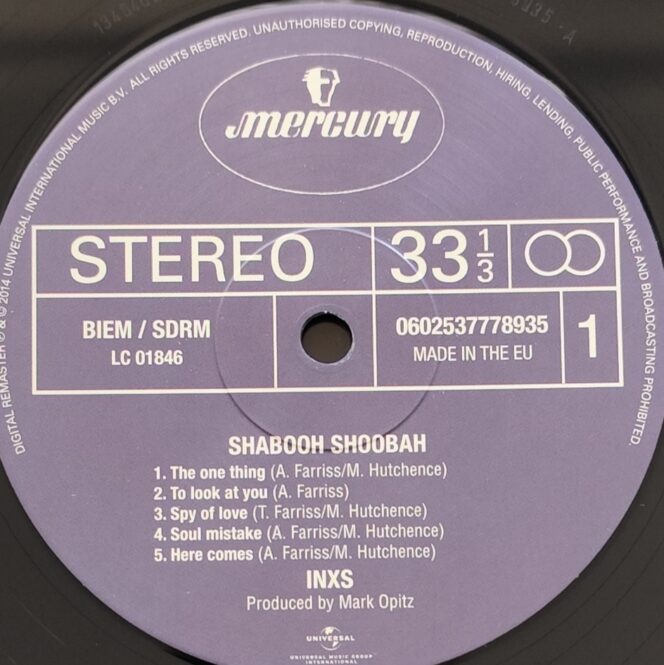 DIGITAL REMASTER ℗ & © 2014 UNIVERSAL INTERNATIONAL MUSIC B.V. ALL RIGHTS RESERVED. UNAUTHORISED COPYING, REPRODUCTION, HIRING, LENDING, PUBLIC PERFORMANCE AND BROADCASTING PROHIBITED.
mercury
STEREO
33 1/3
BIEM / SDRM
LC 01846
0602537778935
MADE IN THE EU
1
SHABOOH SHOOBAH
1. The one thing (A. Farriss/M. Hutchence)
2. To look at you (A. Farriss)
3. Spy of love (T. Farriss/M. Hutchence)
4. Soul mistake (A. Farriss/M. Hutchence)
5. Here comes (A. Farriss/M. Hutchence)
INXS
Produced by Mark Opitz
UNIVERSAL
UNIVERSAL MUSIC GROUP
INTERNATIONAL